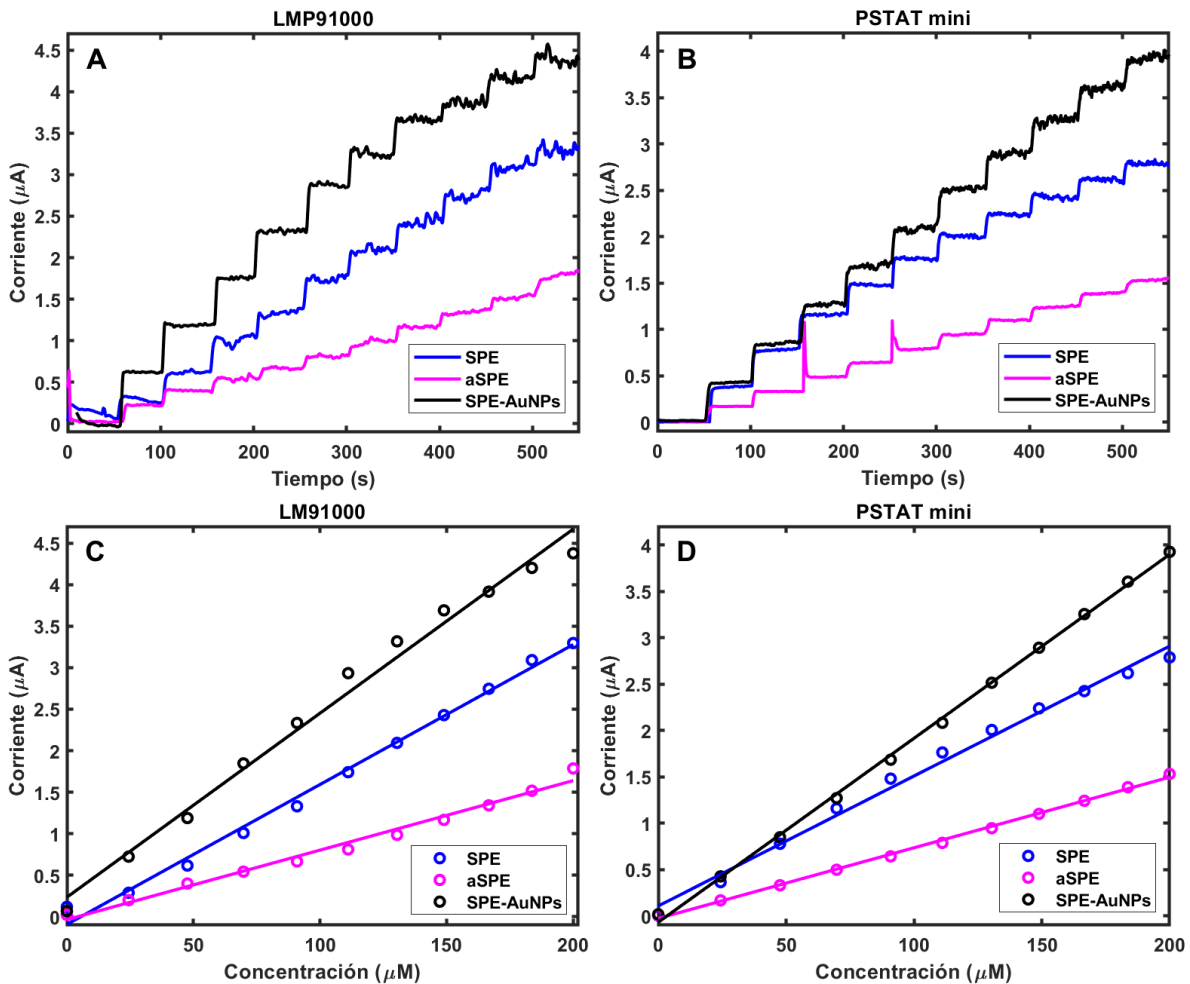 LMP91000
A
4.5
4
3.5
3
2.5
2
1.5
1
0.5
0
Corriente (μA)
0 100 200 300 400 500
Tiempo (s)
SPE
aSPE
SPE-AuNPs
PSTAT mini
B
4
3.5
3
2.5
2
1.5
1
0.5
0
Corriente (μA)
0 100 200 300 400 500
Tiempo (s)
SPE
aSPE
SPE-AuNPs
LM91000
C
4.5
4
3.5
3
2.5
2
1.5
1
0.5
0
Corriente (μA)
0 50 100 150 200
Concentración (μM)
SPE
aSPE
SPE-AuNPs
PSTAT mini
D
4
3.5
3
2.5
2
1.5
1
0.5
0
Corriente (μA)
0 50 100 150 200
Concentración (μM)
SPE
aSPE
SPE-AuNPs